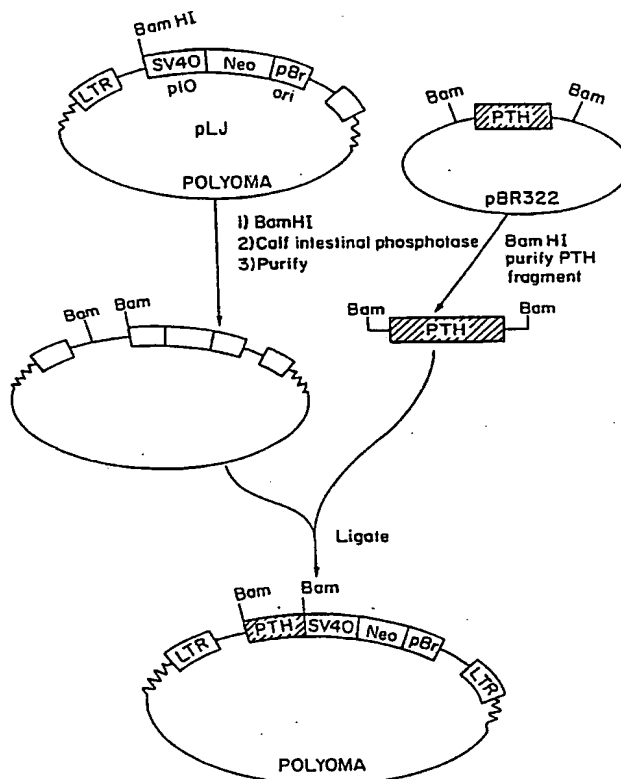 Bam HI
SV40
Neo
pBr
LTR
pIO
ori
pLJ
POLYOMA
Bam
PTH
Bam
pBR322
1) BamHI
2) Calf intestinal phosphotase
3) Purify
Bam HI
purify PTH
fragment
Bam
Bam
Bam
PTH
Bam
Ligate
Bam
Bam
LTR
PTH
SV40
Neo
pBr
LTR
POLYOMA